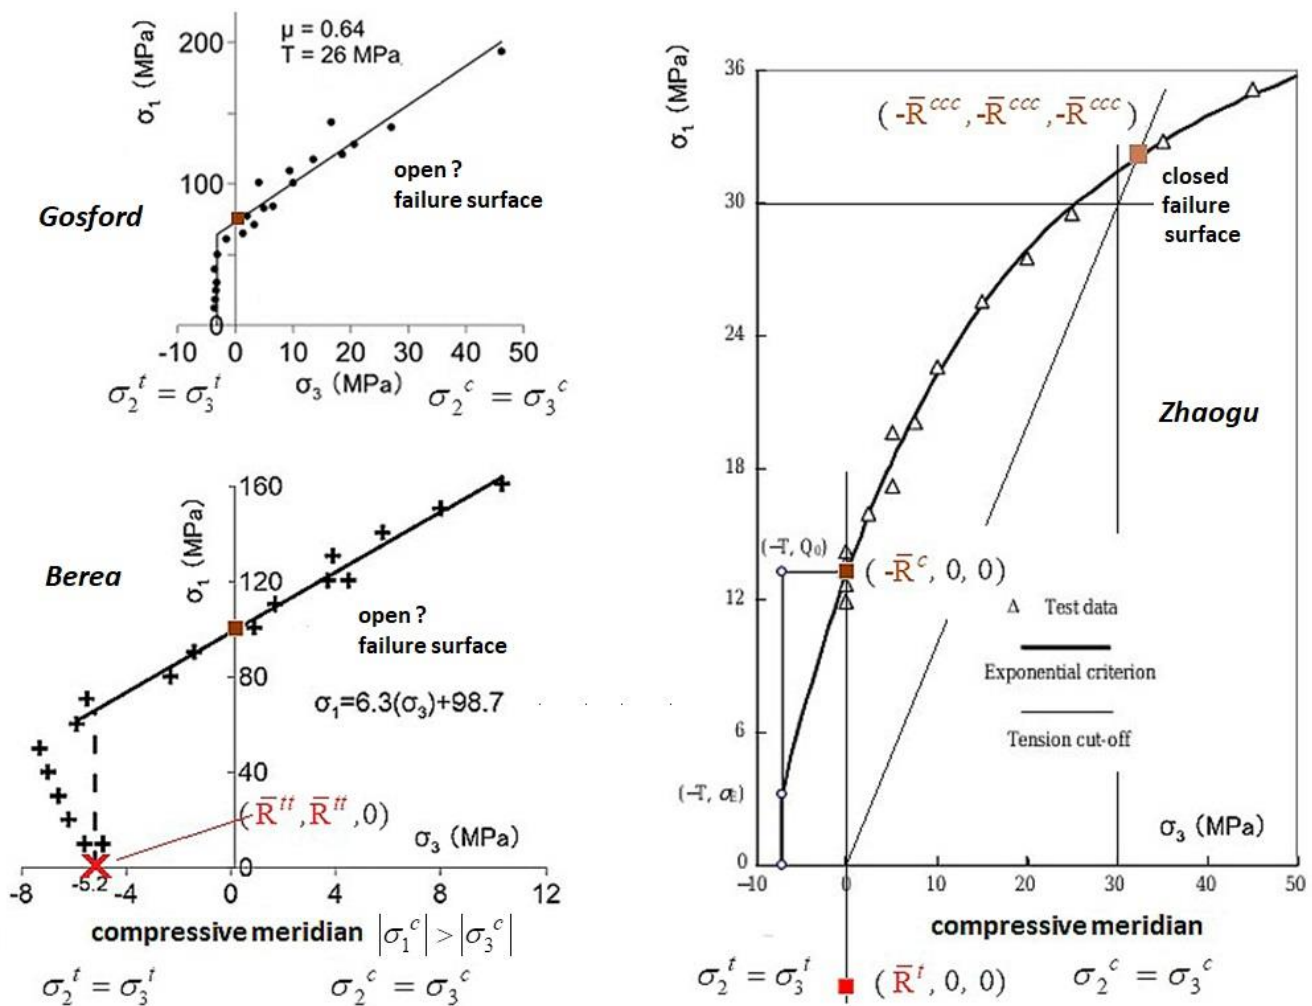 σ₁ (MPa)
200
μ = 0.64
T = 26 MPa
open ?
failure surface
100
Gosford
0
-10 0 10 20 30 40 50
σ₃ (MPa)
σ₂ᵗ = σ₃ᵗ
σ₂ᶜ = σ₃ᶜ
160
σ₁ (MPa)
Berea
120
open ?
failure surface
80
σ₁=6.3(σ₃)+98.7
40
(R̄ᵗᵗ, R̄ᵗᵗ, 0)
σ₃ (MPa)
0
-5.2
-8 -4 0 4 8 12
compressive meridian |σ₁ᶜ| > |σ₃ᶜ|
σ₂ᵗ = σ₃ᵗ
σ₂ᶜ = σ₃ᶜ
36
σ₁ (MPa)
(-R̄ᶜᶜᶜ, -R̄ᶜᶜᶜ, -R̄ᶜᶜᶜ)
closed
failure
surface
30
24
Zhaogu
18
(−T, Q₀)
(-R̄ᶜ, 0, 0)
12
Test data
Exponential criterion
6
Tension cut-off
(−T, σE)
σ₃ (MPa)
0
−10 0 10 20 30 40 50
compressive meridian
σ₂ᵗ = σ₃ᵗ
(R̄ᵗ, 0, 0)
σ₂ᶜ = σ₃ᶜ